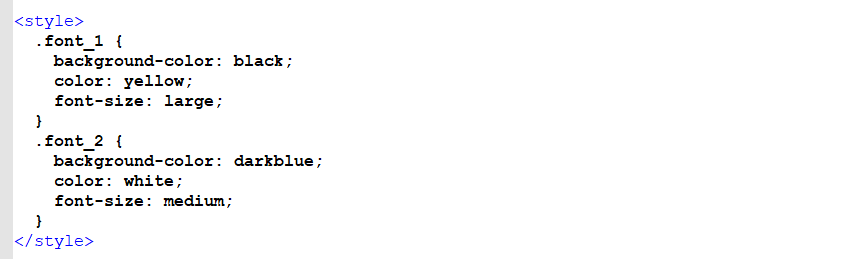 <style>
  .font_1 {
    background-color: black;
    color: yellow;
    font-size: large;
  }
  .font_2 {
    background-color: darkblue;
    color: white;
    font-size: medium;
  }
</style>